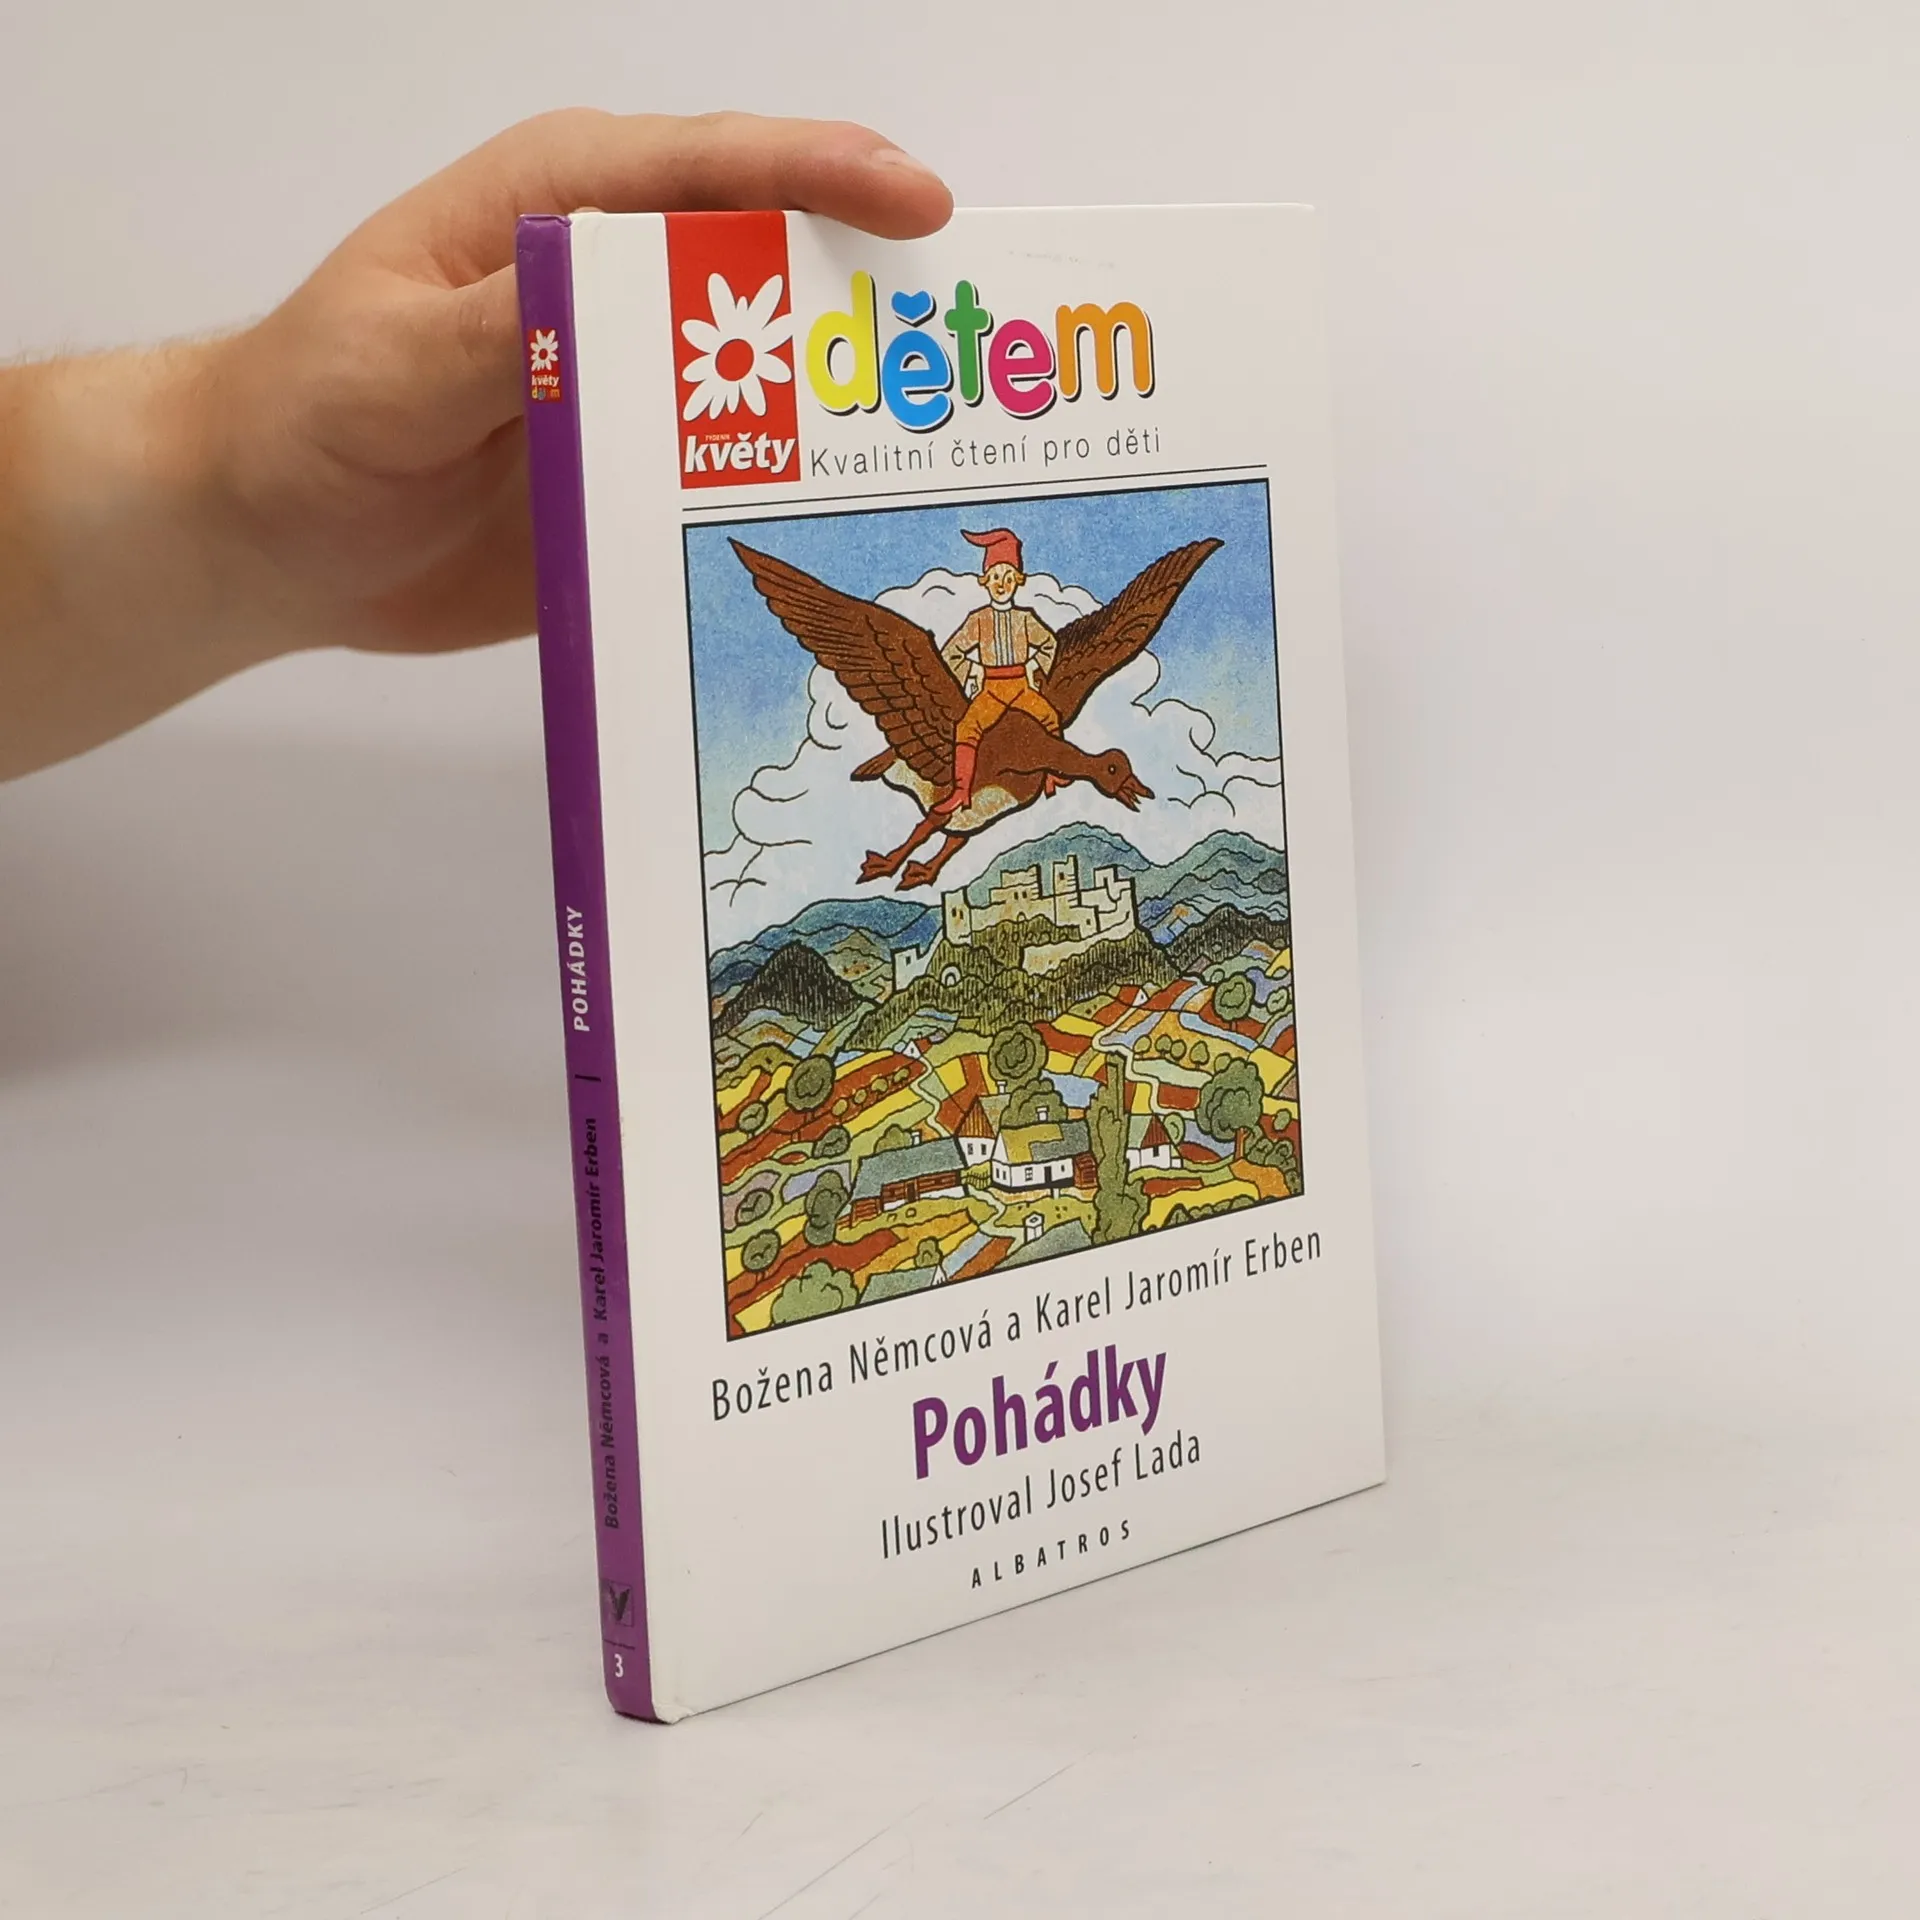 dětem
TÝDENÍK
květy
Kvalitní čtení pro děti
Božena Němcová a Karel Jaromír Erben
Pohádky
Ilustroval Josef Lada
ALBATROS
květy
dětem
Božena Němcová a Karel Jaromír Erben | POHÁDKY
3